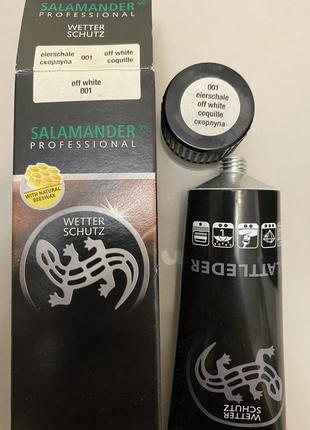 SALAMANDER
PROFESSIONAL
WETTER
SCHUTZ
eierschale 001 off white
скорлупа coquille
off white
001
SALAMANDER
PROFESSIONAL
WITH NATURAL
BEESWAX
WETTER
SCHUTZ
001
eierschale
off white
coquille
скорлупа
LATTLEDER
WETTER
SCHUTZ